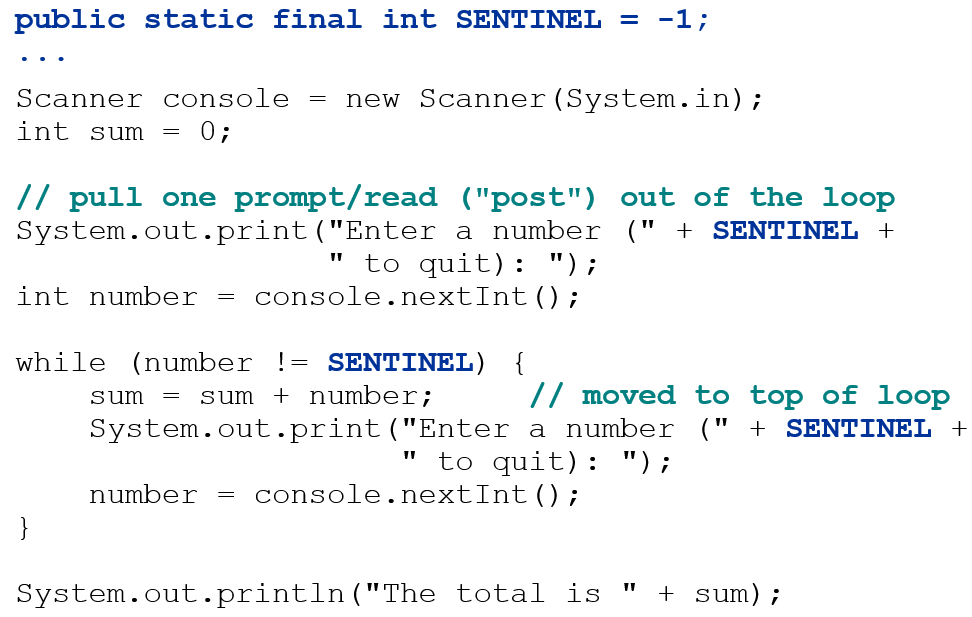 public static final int SENTINEL = -1;
...
Scanner console = new Scanner(System.in);
int sum = 0;
// pull one prompt/read ("post") out of the loop
System.out.print("Enter a number (" + SENTINEL +
" to quit): ");
int number = console.nextInt();
while (number != SENTINEL) {
sum = sum + number; // moved to top of loop
System.out.print("Enter a number (" + SENTINEL +
" to quit): ");
number = console.nextInt();
}
System.out.println("The total is " + sum);